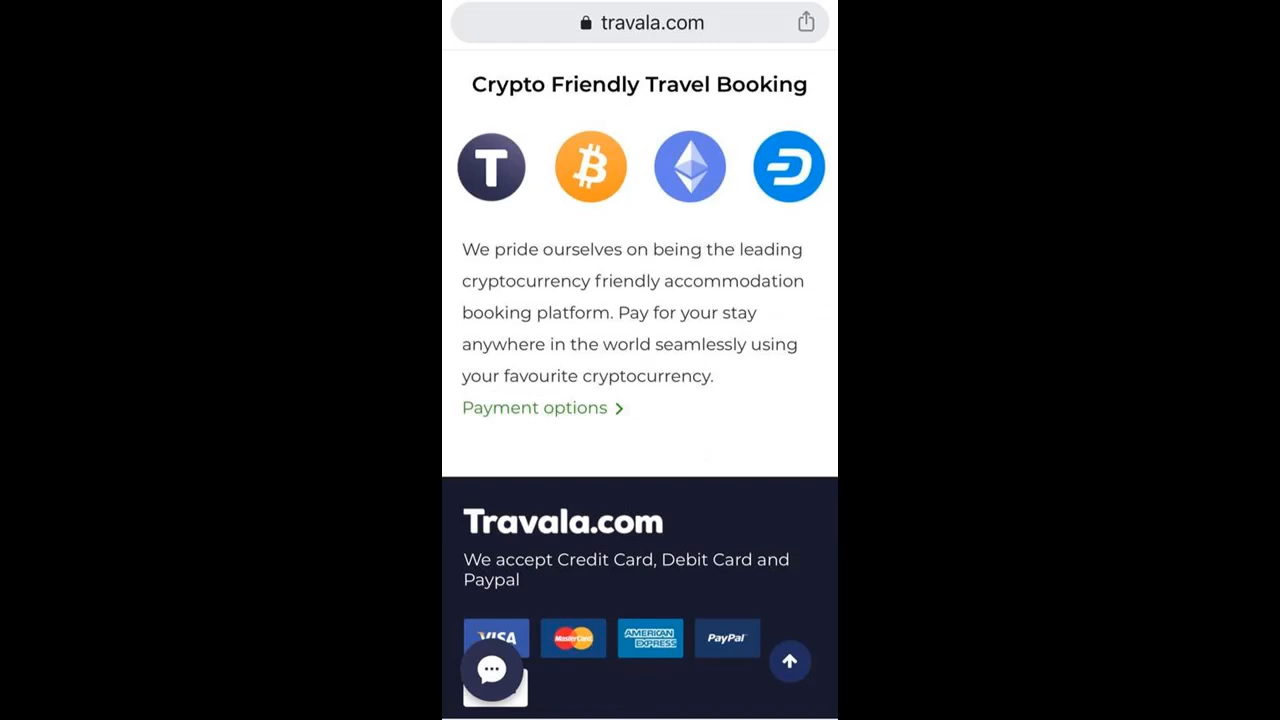 travala.com
Crypto Friendly Travel Booking
We pride ourselves on being the leading
cryptocurrency friendly accommodation
booking platform. Pay for your stay
anywhere in the world seamlessly using
your favourite cryptocurrency.
Payment options
Travala.com
We accept Credit Card, Debit Card and
Paypal
VISA MasterCard AMERICAN EXPRESS PayPal